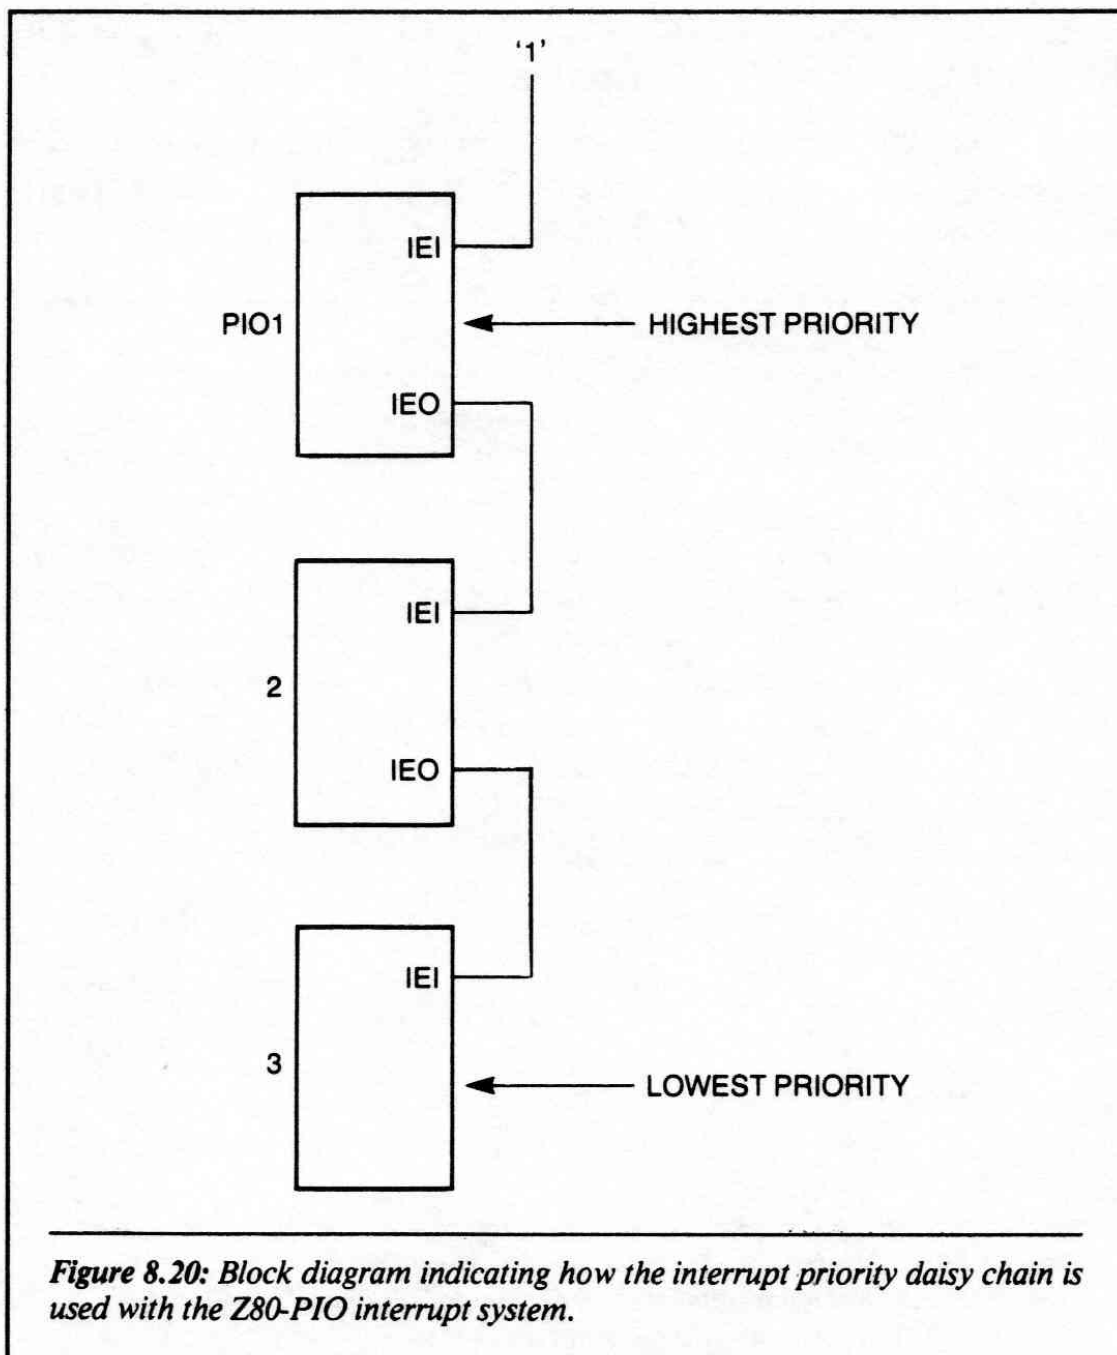 '1'
IEI
PIO1
HIGHEST PRIORITY
IEO
IEI
2
IEO
IEI
3
LOWEST PRIORITY
Figure 8.20: Block diagram indicating how the interrupt priority daisy chain is
used with the Z80-PIO interrupt system.